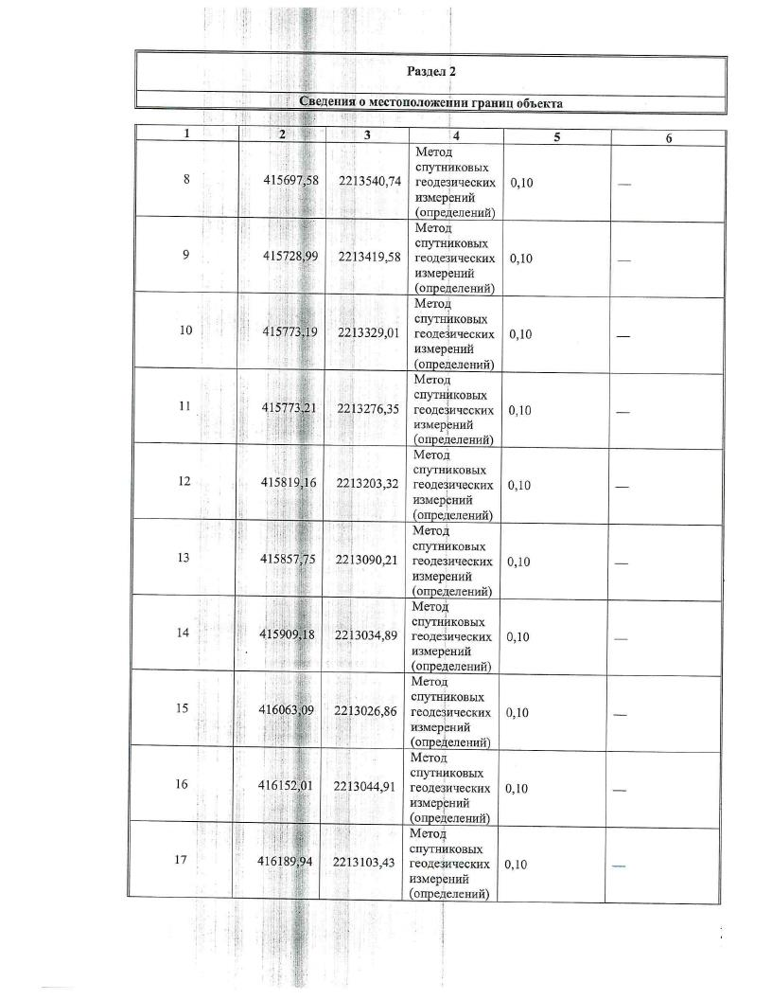 Раздел 2
Сведения о местоположении границ объекта
1 2 3 4 5 6
8 415697,58 2213540,74 Метод
спутниковых
геодезических
измерений
(определений) 0,10 —
9 415728,99 2213419,58 Метод
спутниковых
геодезических
измерений
(определений) 0,10 —
10 415773,19 2213329,01 Метод
спутниковых
геодезических
измерений
(определений) 0,10 —
11 415773,21 2213276,35 Метод
спутниковых
геодезических
измерений
(определений) 0,10 —
12 415819,16 2213203,32 Метод
спутниковых
геодезических
измерений
(определений) 0,10 —
13 415857,75 2213090,21 Метод
спутниковых
геодезических
измерений
(определений) 0,10 —
14 415909,18 2213034,89 Метод
спутниковых
геодезических
измерений
(определений) 0,10 —
15 416063,09 2213026,86 Метод
спутниковых
геодезических
измерений
(определений) 0,10 —
16 416152,01 2213044,91 Метод
спутниковых
геодезических
измерений
(определений) 0,10 —
17 416189,94 2213103,43 Метод
спутниковых
геодезических
измерений
(определений) 0,10 —